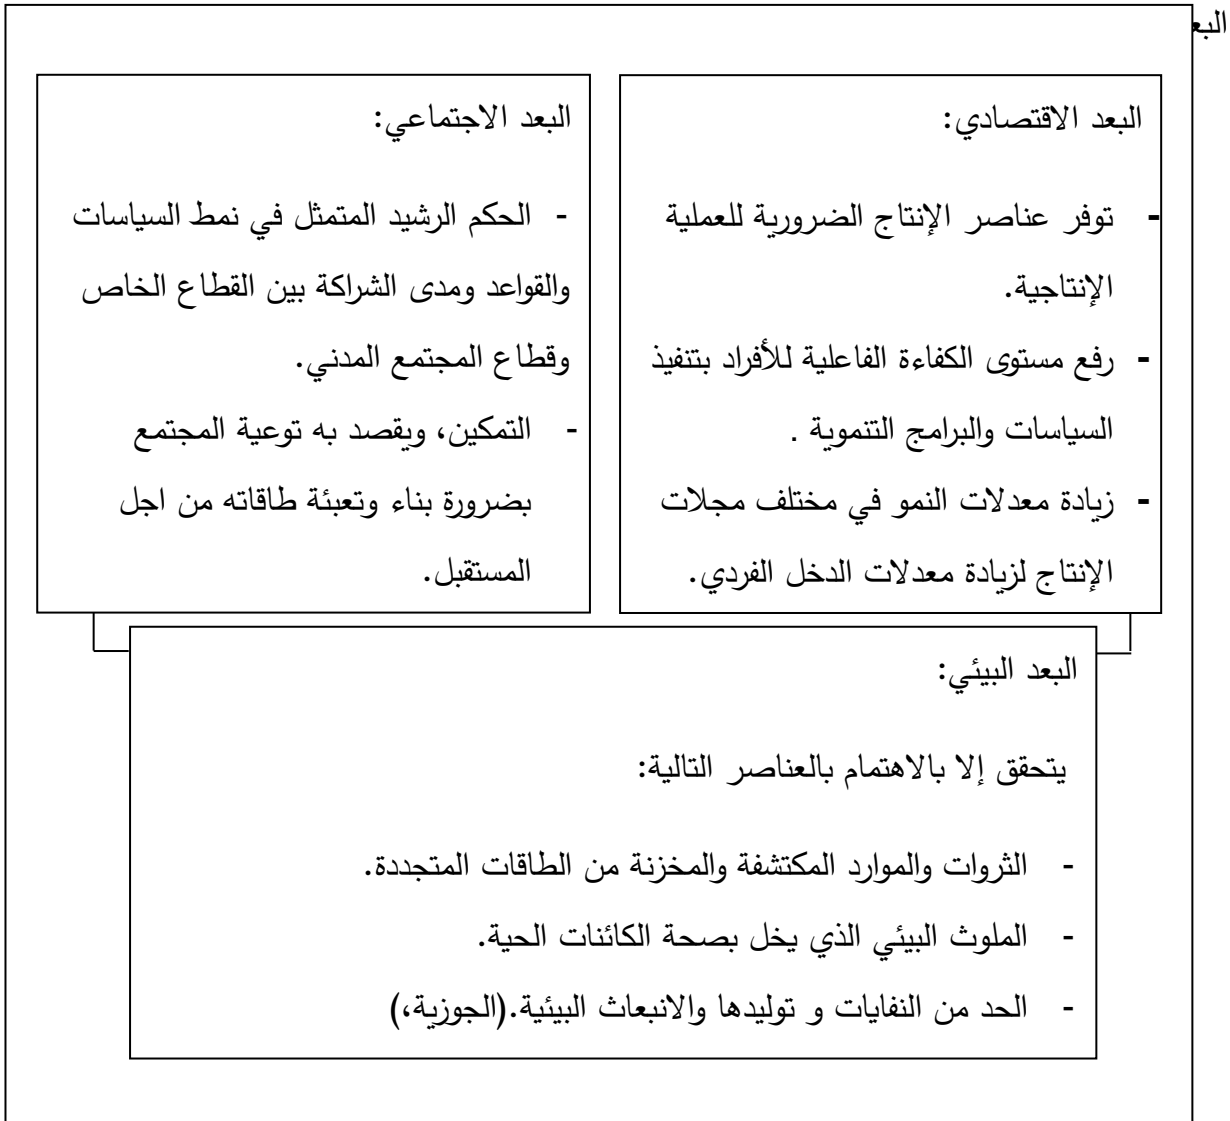 البعد الاقتصادي:
- توفر عناصر الإنتاج الضرورية للعملية
الإنتاجية.
- رفع مستوى الكفاءة الفاعلية للأفراد بتنفيذ
السياسات والبرامج التنموية .
- زيادة معدلات النمو في مختلف مجلات
الإنتاج لزيادة معدلات الدخل الفردي.
البعد الاجتماعي:
- الحكم الرشيد المتمثل في نمط السياسات
والقواعد ومدى الشراكة بين القطاع الخاص
وقطاع المجتمع المدني.
- التمكين، ويقصد به توعية المجتمع
بضرورة بناء وتعبئة طاقاته من اجل
المستقبل.
البعد البيئي:
يتحقق إلا بالاهتمام بالعناصر التالية:
- الثروات والموارد المكتشفة والمخزنة من الطاقات المتجددة.
- الملوث البيئي الذي يخل بصحة الكائنات الحية.
- الحد من النفايات و توليدها والانبعاث البيئية.(الجوزية،)